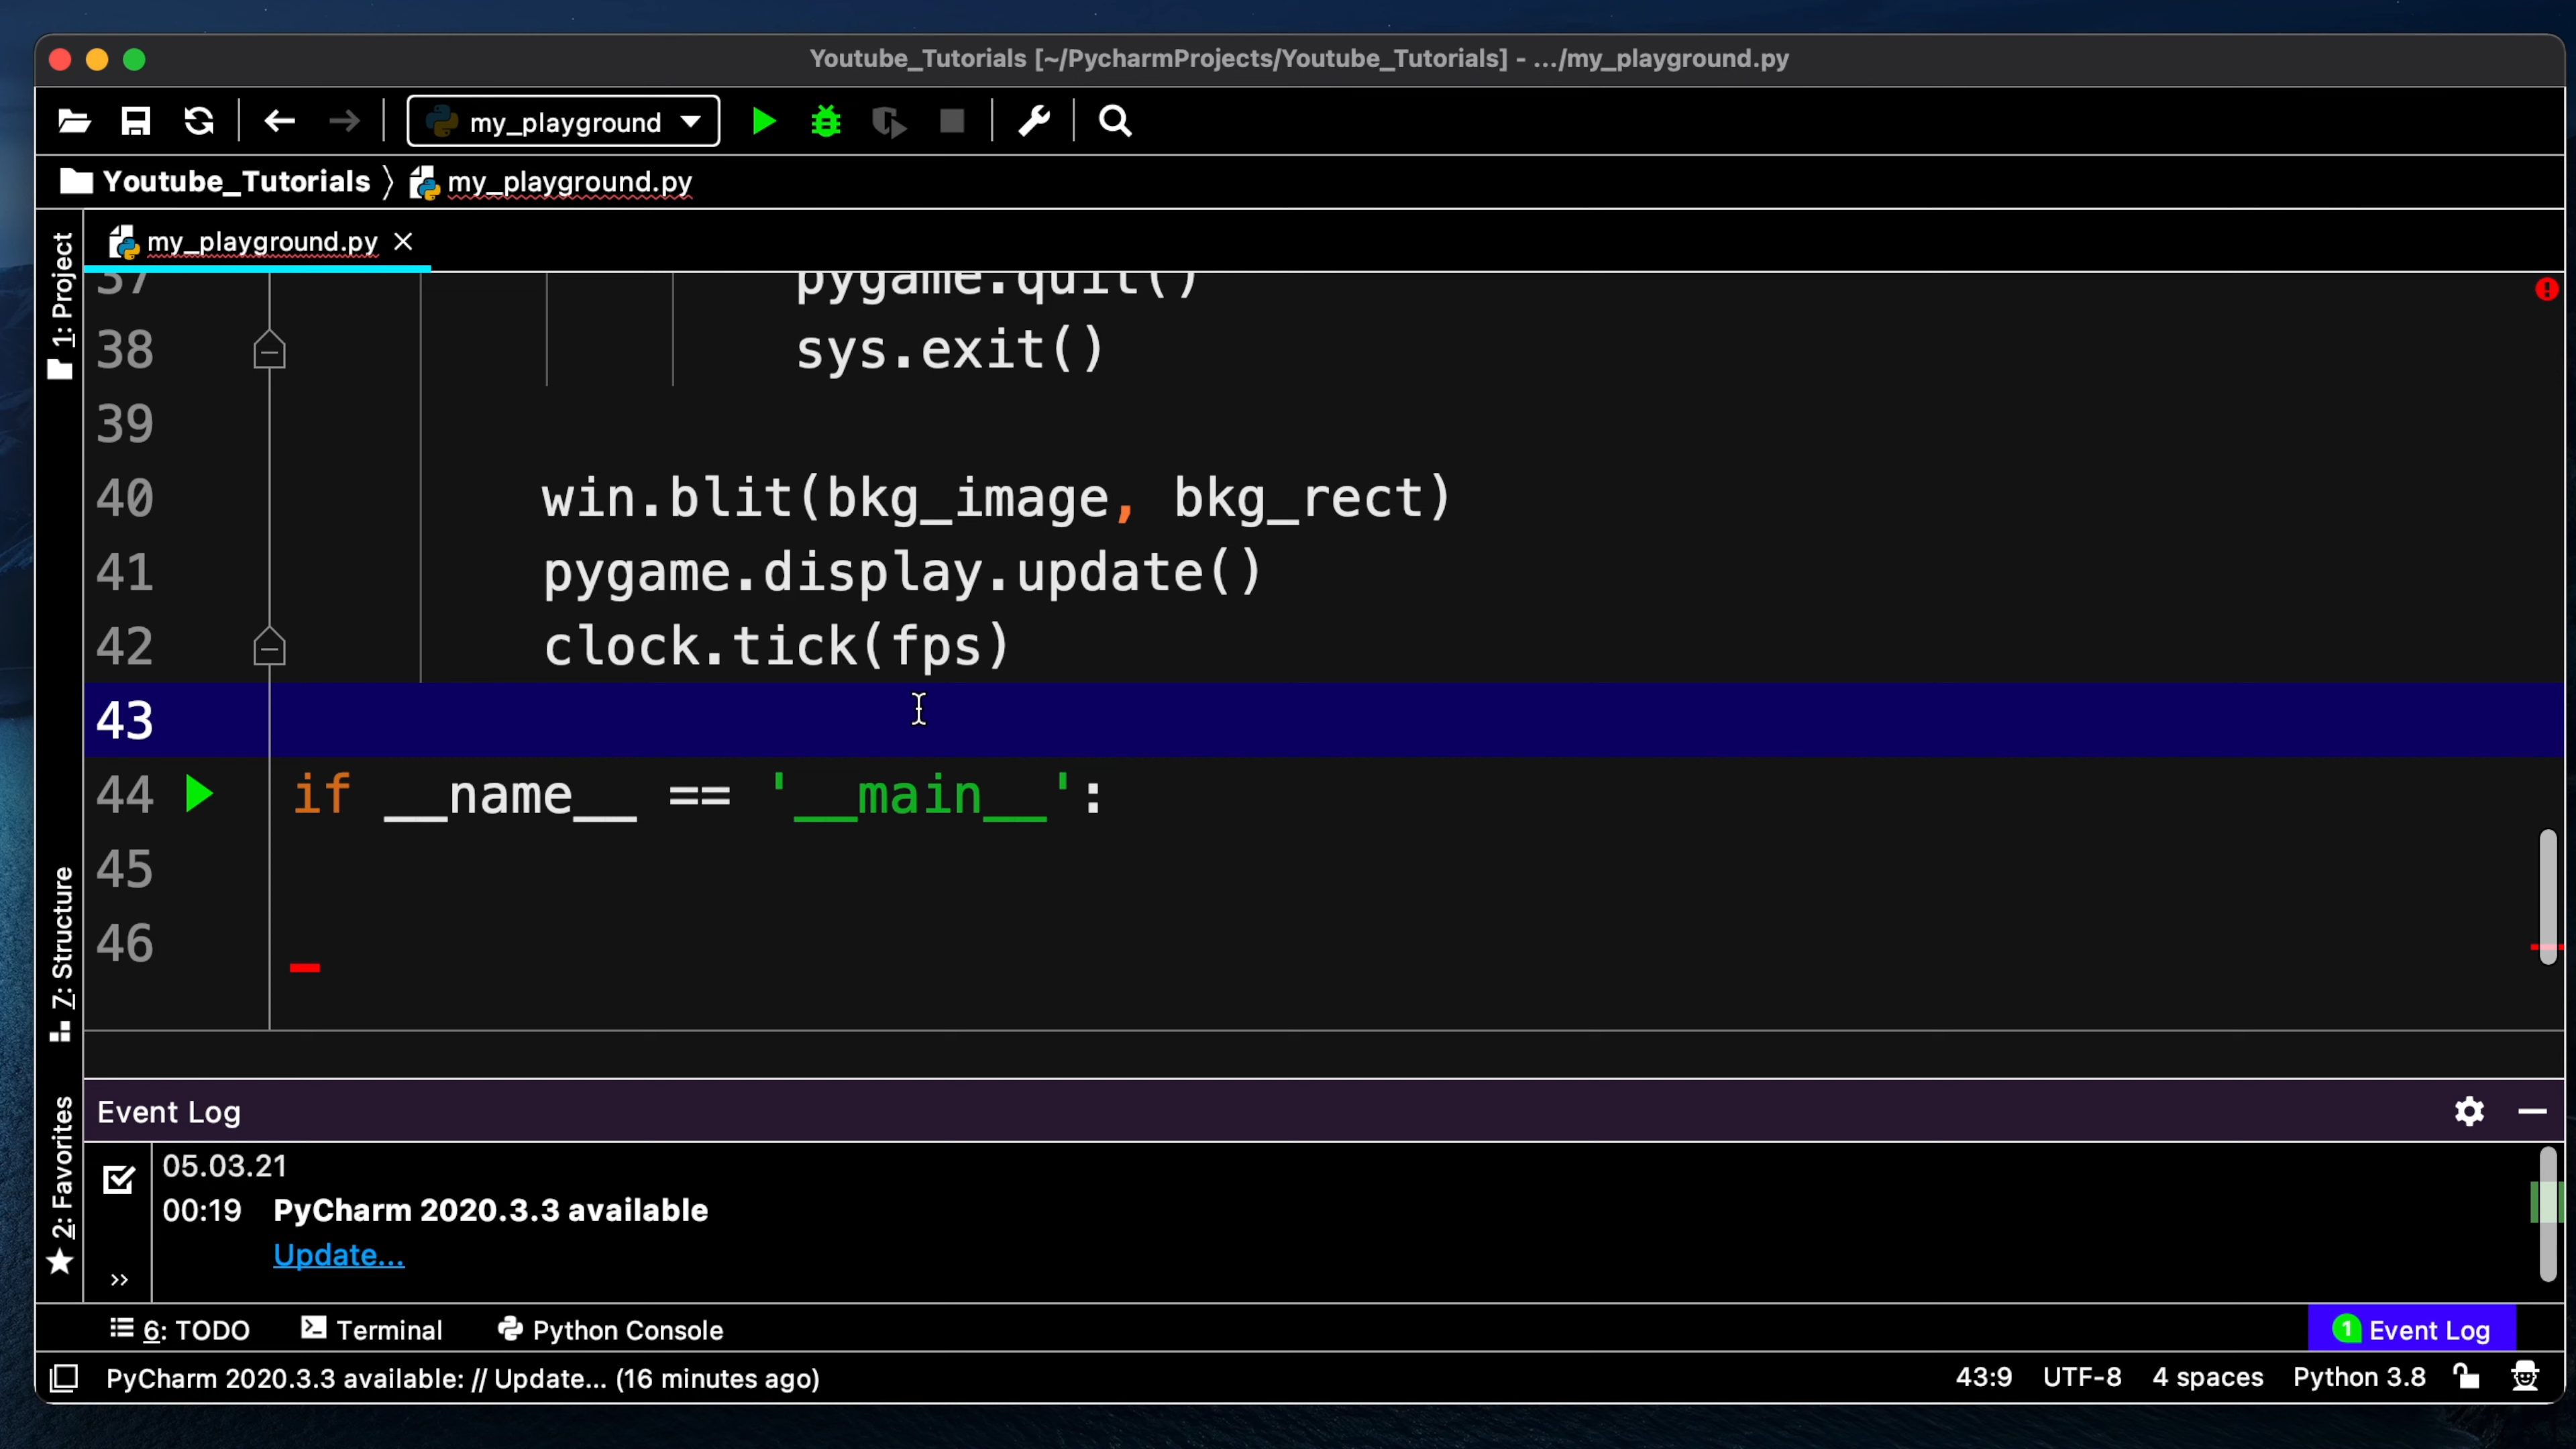 Youtube_Tutorials [~/PycharmProjects/Youtube_Tutorials] - .../my_playground.py
my_playground
Youtube_Tutorials 〉 my_playground.py
my_playground.py
1: Project
7: Structure
2: Favorites
37 pygame.quit()
38 sys.exit()
39
40 win.blit(bkg_image, bkg_rect)
41 pygame.display.update()
42 clock.tick(fps)
43
44 if __name__ == '__main__':
45
46
Event Log
05.03.21
00:19 PyCharm 2020.3.3 available
Update...
»
6: TODO Terminal Python Console 1 Event Log
PyCharm 2020.3.3 available: // Update... (16 minutes ago) 43:9 UTF-8 4 spaces Python 3.8